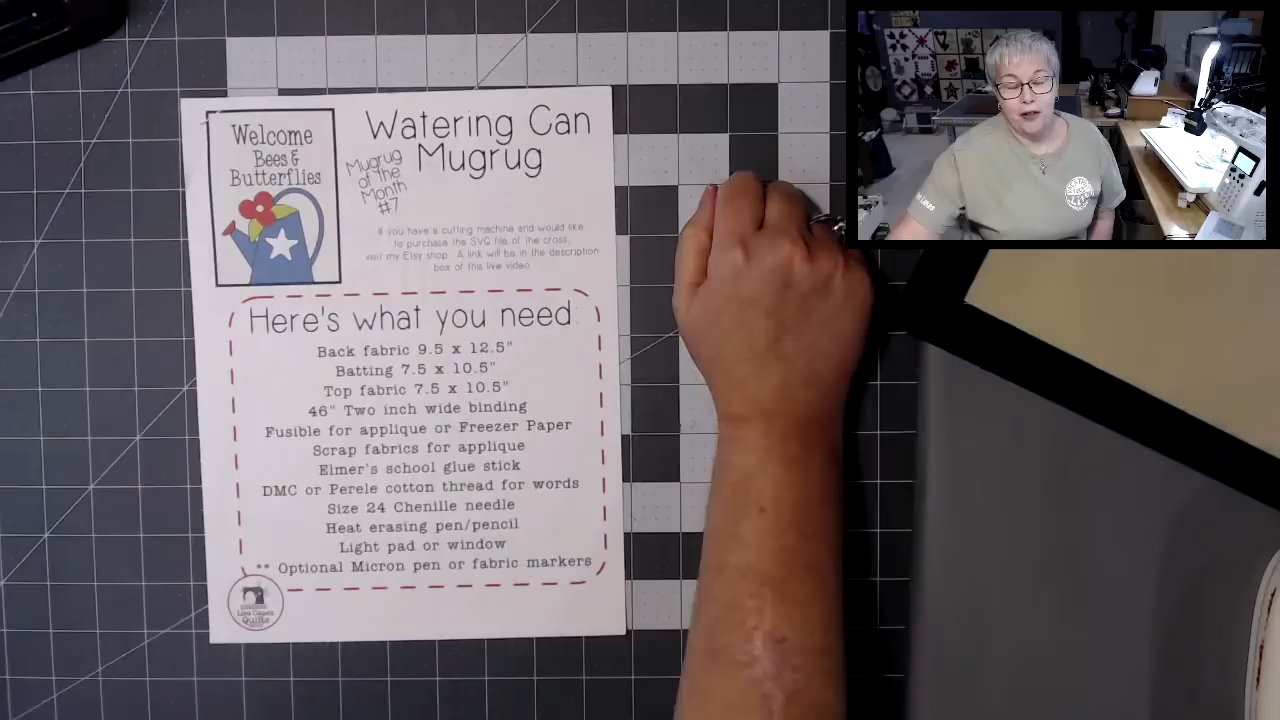 Welcome
Bees &
Butterflies
Watering Can
Mugrug
Mugrug
of the
Month
#7
If you have a cutting machine and would like
to purchase the SVG file of the cross,
visit my Etsy shop. A link will be in the description
box of this live video.
Here's what you need:
Back fabric 9.5 x 12.5"
Batting 7.5 x 10.5"
Top fabric 7.5 x 10.5"
46" Two inch wide binding
Fusible for applique or Freezer Paper
Scrap fabrics for applique
Elmer's school glue stick
DMC or Perele cotton thread for words
Size 24 Chenille needle
Heat erasing pen/pencil
Light pad or window
** Optional Micron pen or fabric markers
Lisa Capen
Quilts